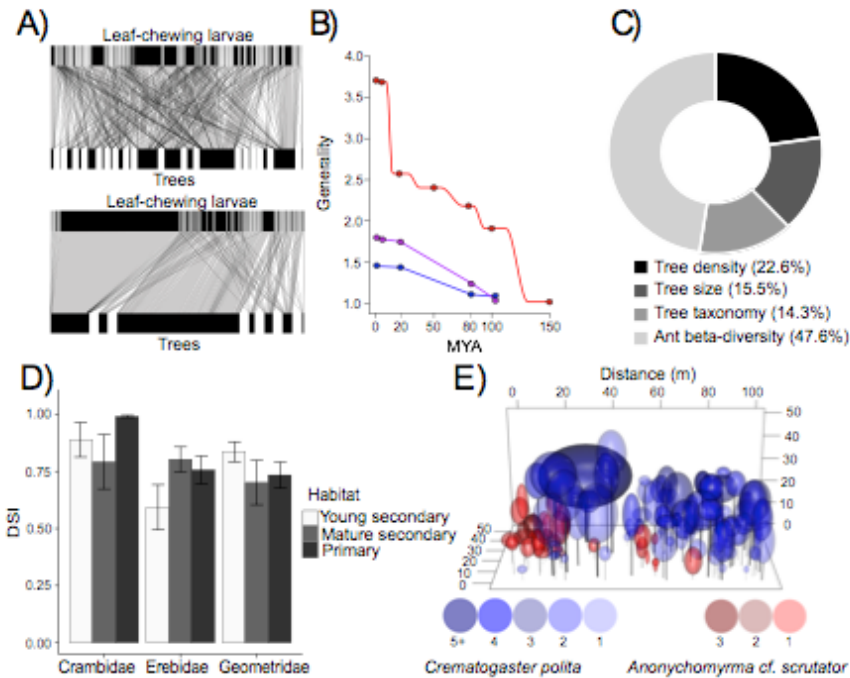 A)
Leaf-chewing larvae
Trees
Leaf-chewing larvae
Trees
B)
Generality
4.0
3.5
3.0
2.5
2.0
1.5
1.0
0 20 50 80 100 150
MYA
C)
Tree density (22.6%)
Tree size (15.5%)
Tree taxonomy (14.3%)
Ant beta-diversity (47.6%)
D)
DSI
1.00
0.75
0.50
0.25
0.00
Crambidae Erebidae Geometridae
Habitat
Young secondary
Mature secondary
Primary
E)
Distance (m)
0 20 40 60 80 100
50
40
30
20
10
0
50
40
30
20
10
0
5+ 4 3 2 1
3 2 1
Crematogaster polita
Anonychomyrma cf. scrutator